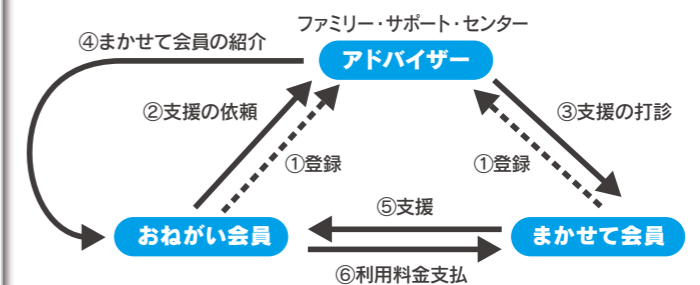 ファミリー・サポート・センター
④まかせて会員の紹介
アドバイザー
②支援の依頼
③支援の打診
①登録
①登録
⑤支援
おねがい会員
まかせて会員
⑥利用料金支払